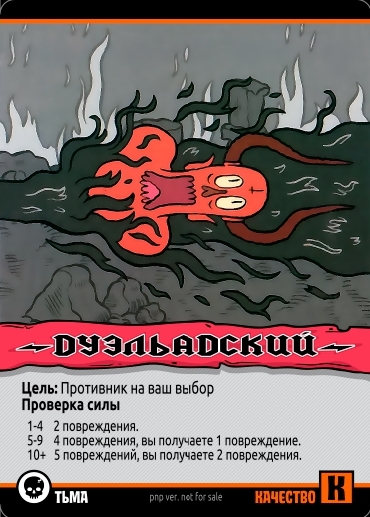 ДУЭЛЬАДСКИЙ
Цель: Противник на ваш выбор
Проверка силы
1-4 2 повреждения.
5-9 4 повреждения, вы получаете 1 повреждение.
10+ 5 повреждений, вы получаете 2 повреждения.
ТЬМА
pnp ver. not for sale
КАЧЕСТВО К